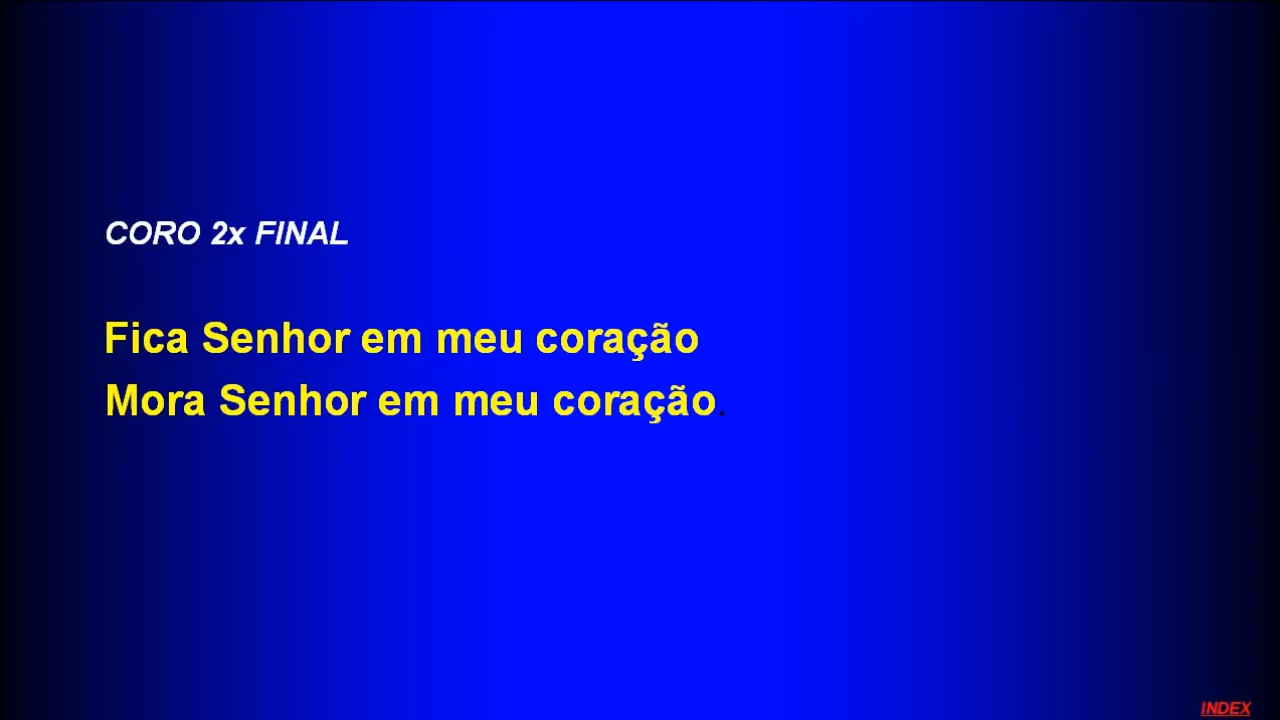 CORO 2x FINAL
Fica Senhor em meu coração
Mora Senhor em meu coração.
INDEX